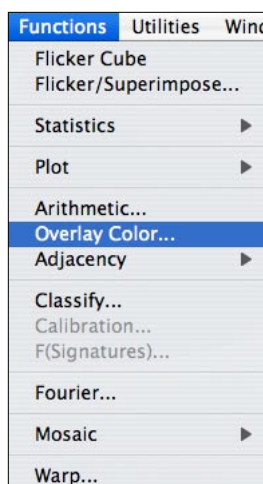 Functions Utilities
Flicker Cube
Flicker/Superimpose...
Statistics
Plot
Arithmetic...
Overlay Color...
Adjacency
Classify...
Calibration...
F(Signatures)...
Fourier...
Mosaic
Warp...